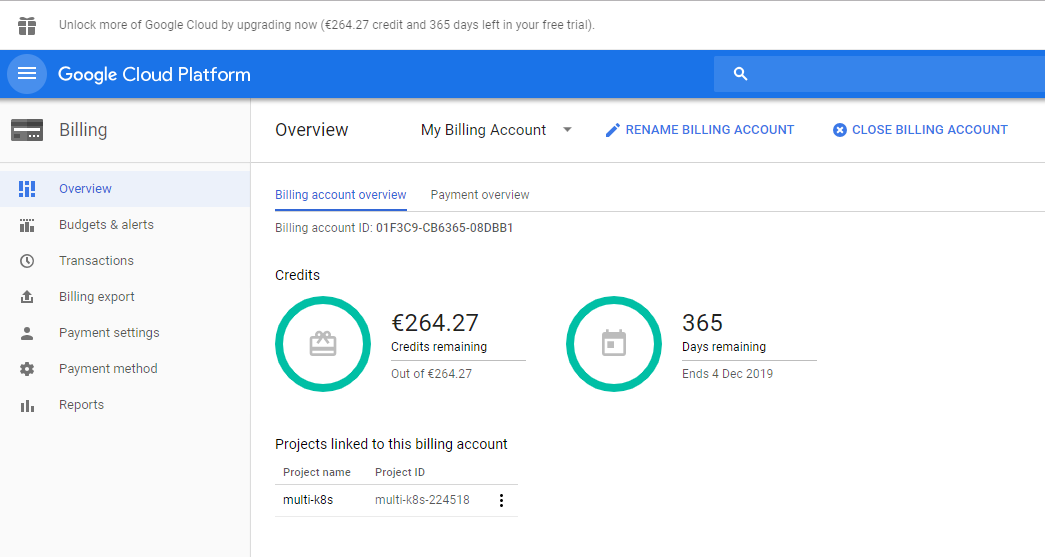 Unlock more of Google Cloud by upgrading now (€264.27 credit and 365 days left in your free trial).
Google Cloud Platform
Billing
Overview
My Billing Account
RENAME BILLING ACCOUNT
CLOSE BILLING ACCOUNT
Overview
Budgets & alerts
Transactions
Billing export
Payment settings
Payment method
Reports
Billing account overview
Payment overview
Billing account ID: 01F3C9-CB6365-08DBB1
Credits
€264.27
Credits remaining
Out of €264.27
365
Days remaining
Ends 4 Dec 2019
Projects linked to this billing account
Project name Project ID
multi-k8s multi-k8s-224518